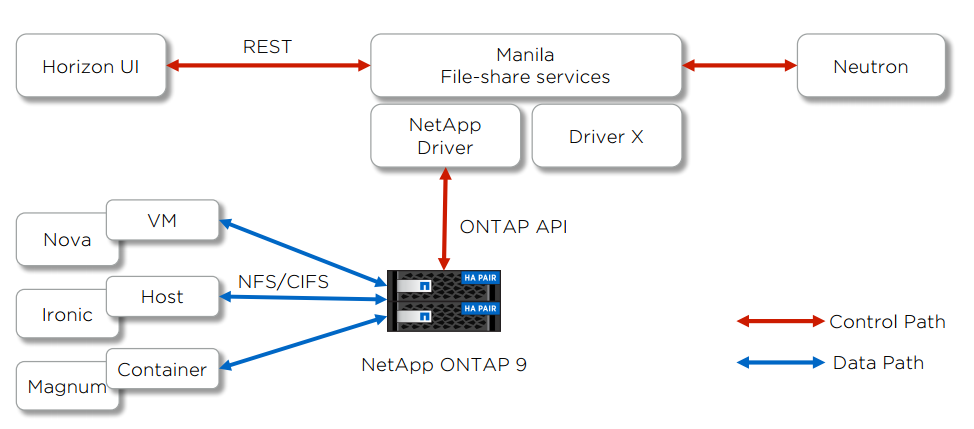 REST
Horizon UI
Manila
File-share services
Neutron
NetApp
Driver
Driver X
ONTAP API
VM
Nova
NFS/CIFS
Host
Ironic
Container
Magnum
HA PAIR
HA PAIR
NetApp ONTAP 9
Control Path
Data Path